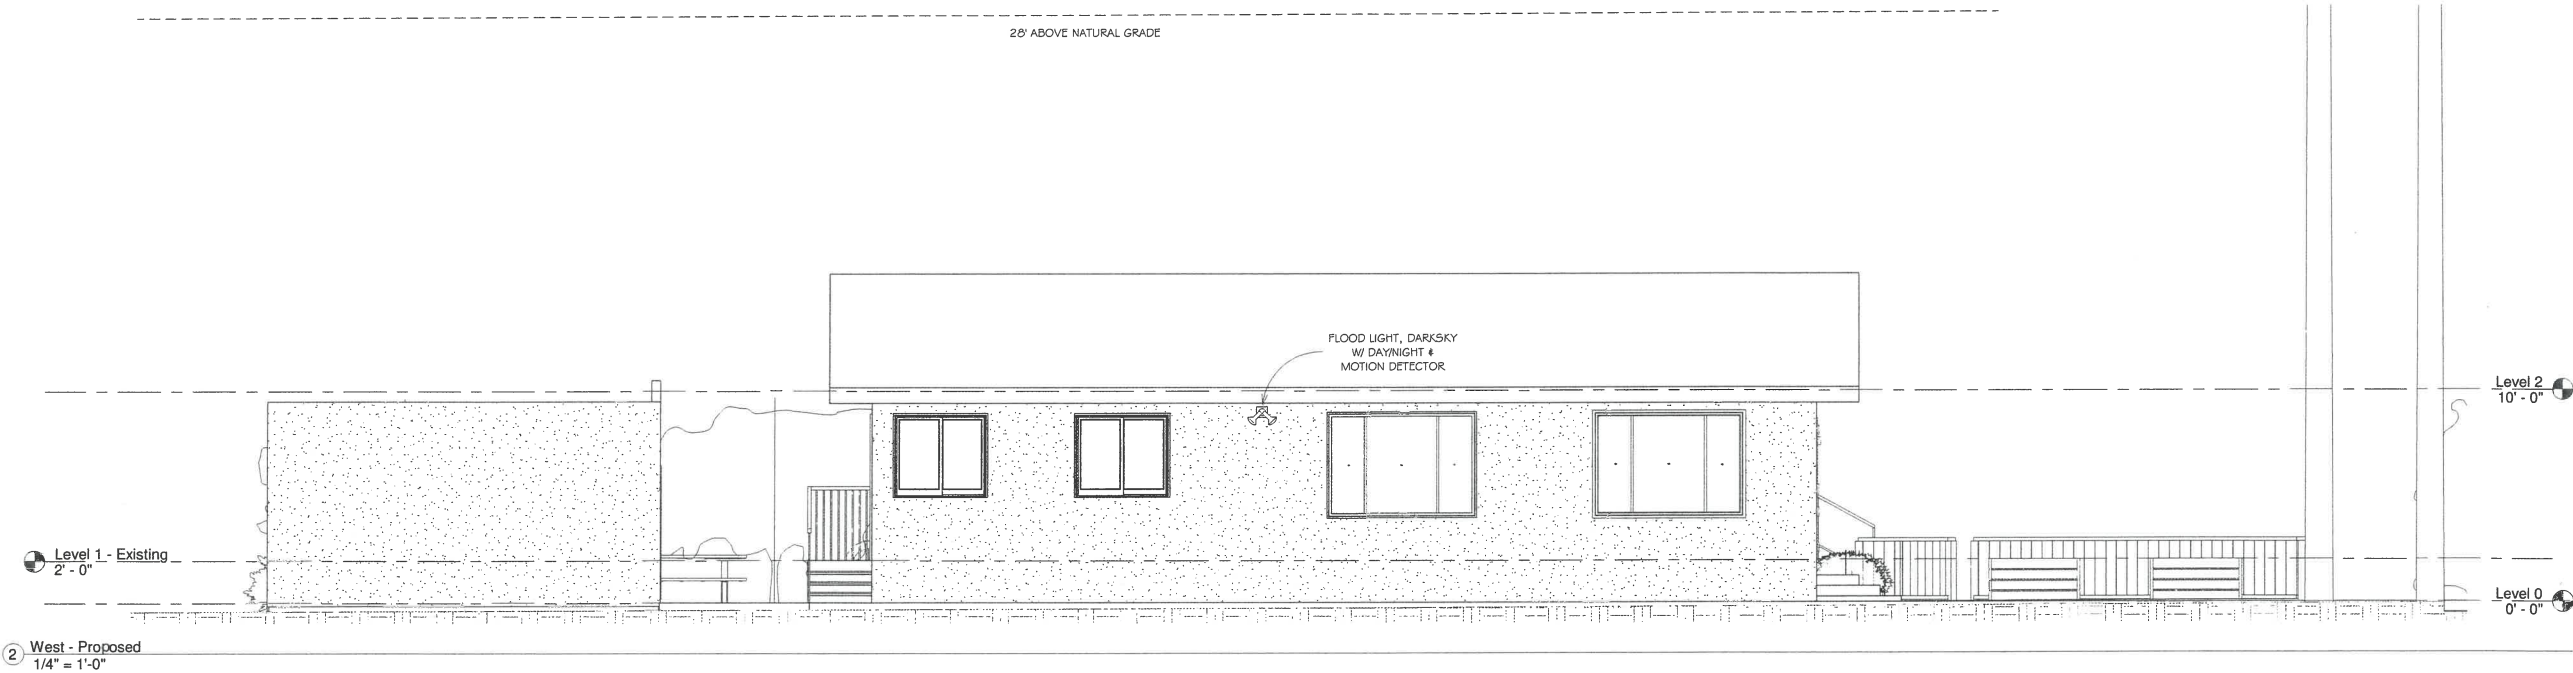 28' ABOVE NATURAL GRADE
FLOOD LIGHT, DARKSKY
W/ DAY/NIGHT &
MOTION DETECTOR
Level 2
10' - 0"
Level 1 - Existing
2' - 0"
Level 0
0' - 0"
2
West - Proposed
1/4" = 1'-0"